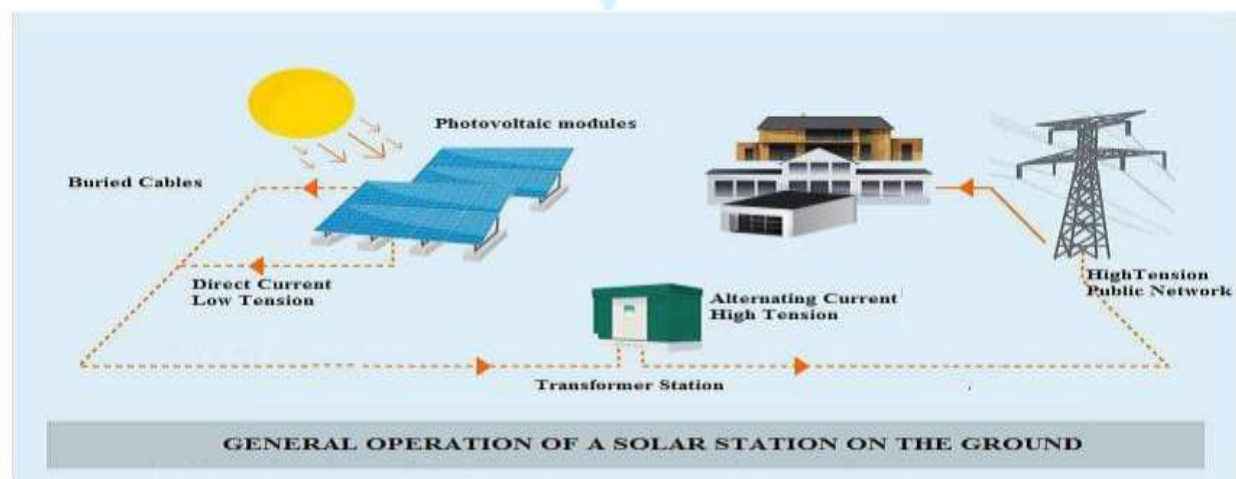 Photovoltaic modules
Buried Cables
Direct Current
Low Tension
Alternating Current
High Tension
HighTension
Public Network
Transformer Station
GENERAL OPERATION OF A SOLAR STATION ON THE GROUND